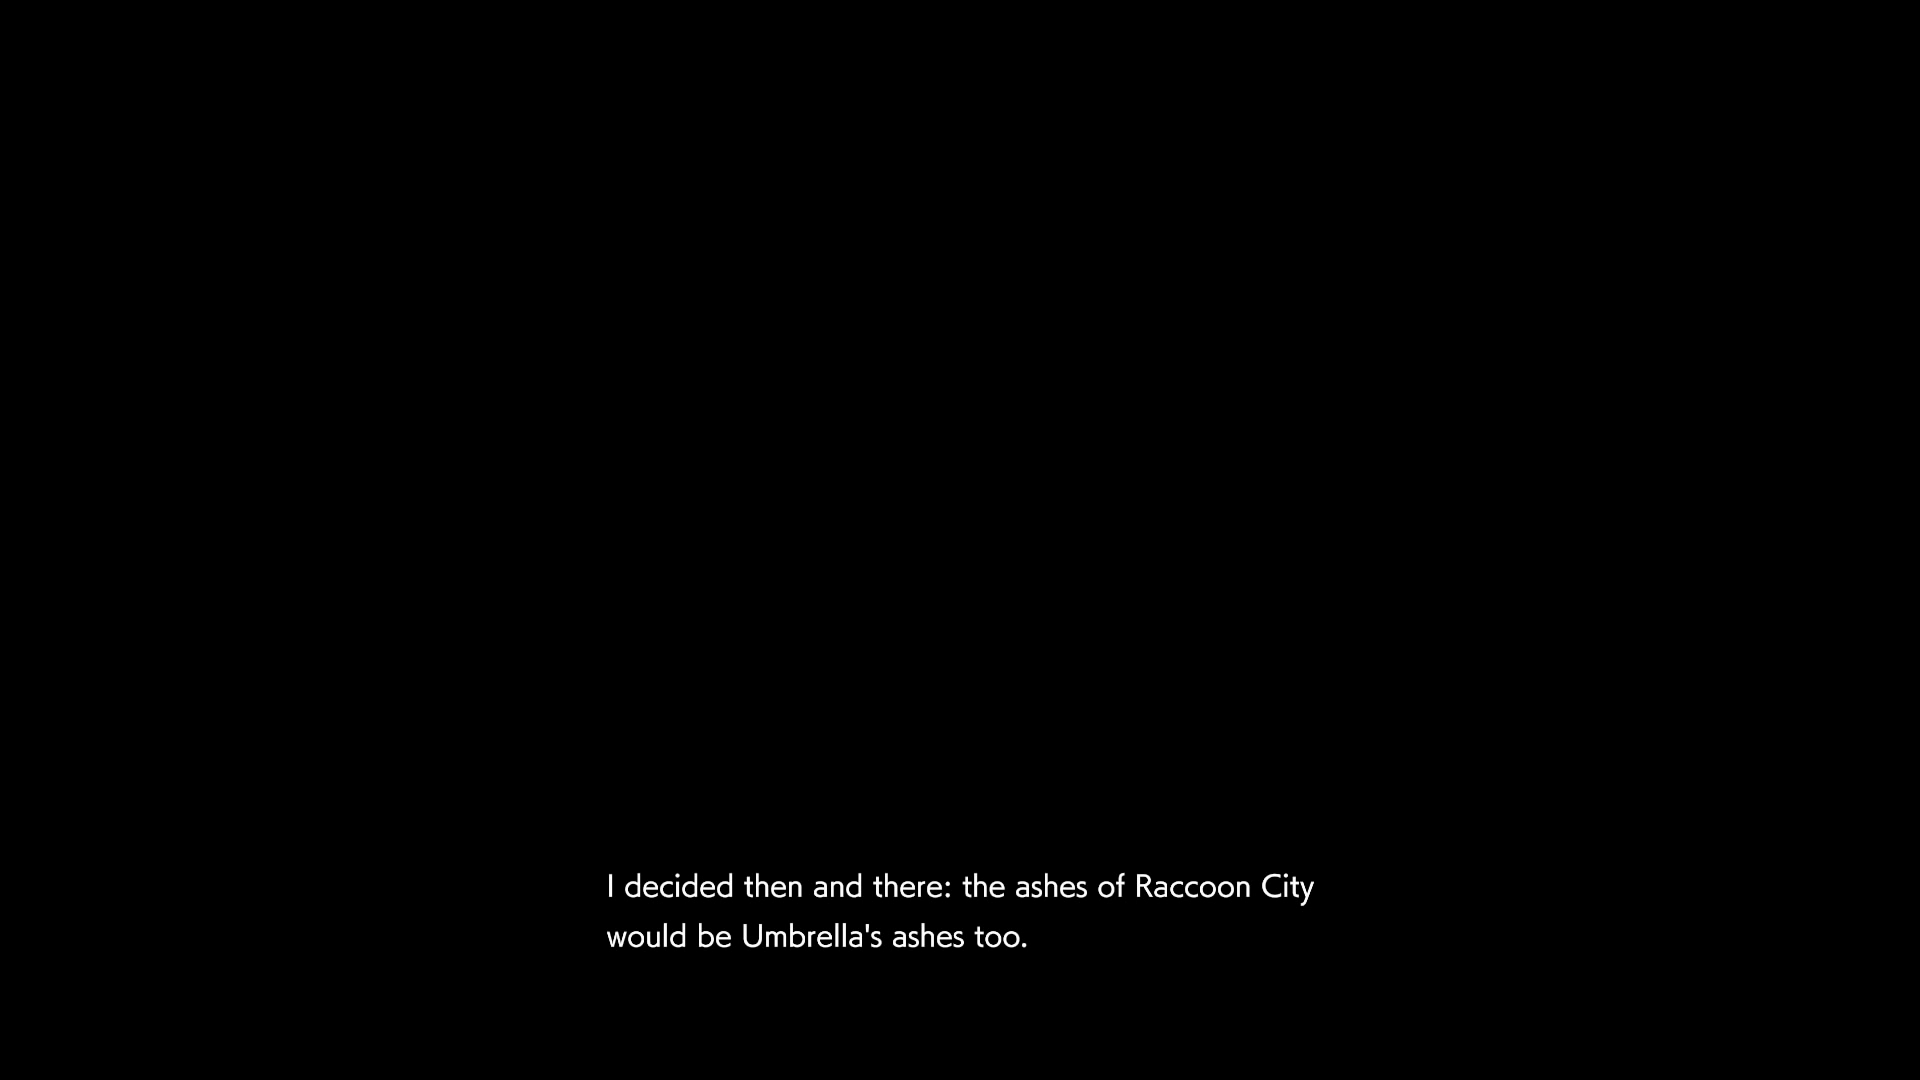 I decided then and there: the ashes of Raccoon City
would be Umbrella's ashes too.